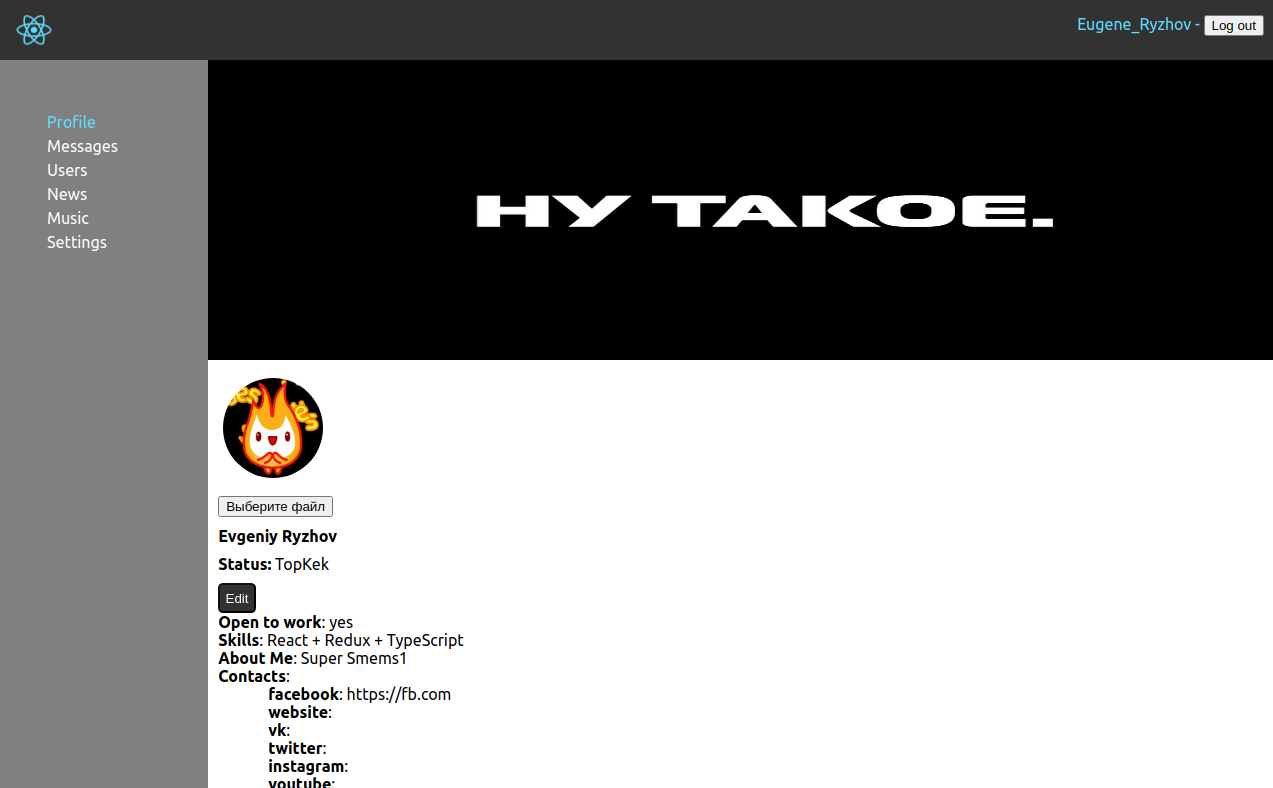 Eugene_Ryzhov - Log out
Profile
Messages
Users
News
Music
Settings
НУ ТАКОЕ.
Выберите файл
Evgeniy Ryzhov
Status: TopKek
Edit
Open to work: yes
Skills: React + Redux + TypeScript
About Me: Super Smems1
Contacts:
facebook: https://fb.com
website:
vk:
twitter:
instagram:
youtube: